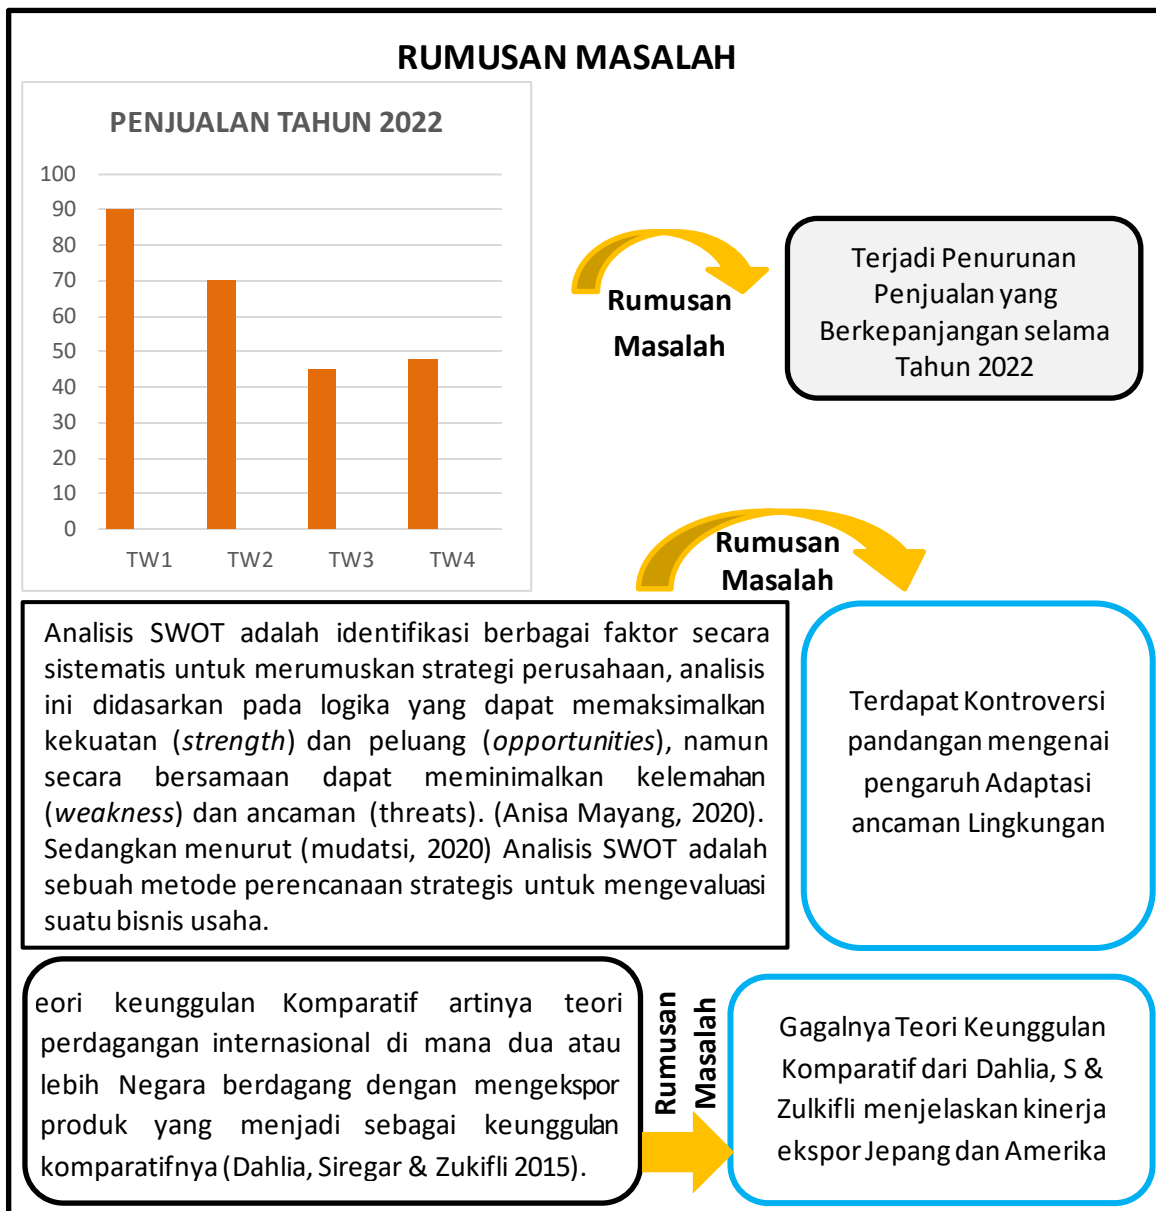 RUMUSAN MASALAH
PENJUALAN TAHUN 2022
100
90
80
70
60
50
40
30
20
10
0
TW1 TW2 TW3 TW4
Rumusan
Masalah
Terjadi Penurunan
Penjualan yang
Berkepanjangan selama
Tahun 2022
Rumusan
Masalah
Analisis SWOT adalah identifikasi berbagai faktor secara
sistematis untuk merumuskan strategi perusahaan, analisis
ini didasarkan pada logika yang dapat memaksimalkan
kekuatan (strength) dan peluang (opportunities), namun
secara bersamaan dapat meminimalkan kelemahan
(weakness) dan ancaman (threats). (Anisa Mayang, 2020).
Sedangkan menurut (mudatsi, 2020) Analisis SWOT adalah
sebuah metode perencanaan strategis untuk mengevaluasi
suatu bisnis usaha.
Terdapat Kontroversi
pandangan mengenai
pengaruh Adaptasi
ancaman Lingkungan
eori keunggulan Komparatif artinya teori
perdagangan internasional di mana dua atau
lebih Negara berdagang dengan mengekspor
produk yang menjadi sebagai keunggulan
komparatifnya (Dahlia, Siregar & Zukifli 2015).
Rumusan
Masalah
Gagalnya Teori Keunggulan
Komparatif dari Dahlia, S &
Zulkifli menjelaskan kinerja
ekspor Jepang dan Amerika